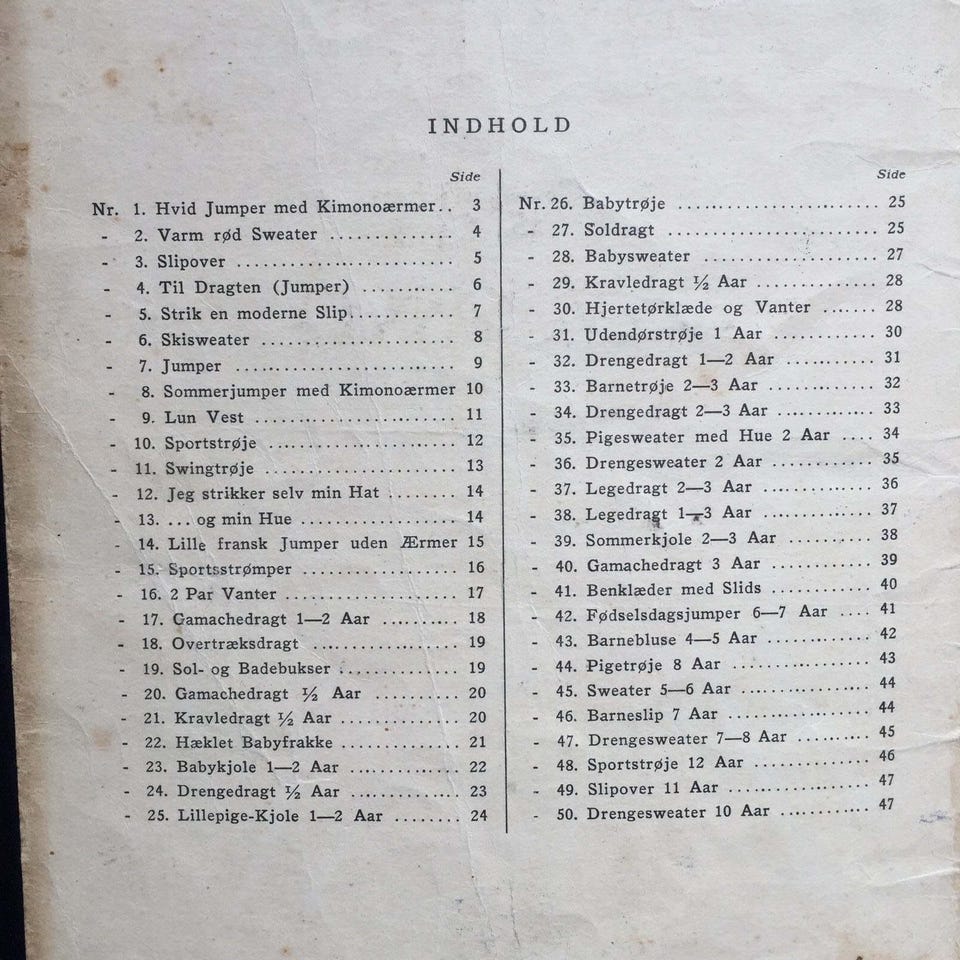 INDHOLD
Side
Nr. 1. Hvid Jumper med Kimonoærmer.. 3
- 2. Varm rød Sweater .............. 4
- 3. Slipover ........................ 5
- 4. Til Dragten (Jumper) .......... 6
- 5. Strik en moderne Slip............ 7
- 6. Skisweater ...................... 8
- 7. Jumper ........................ 9
- 8. Sommerjumper med Kimonoærmer 10
- 9. Lun Vest ........................ 11
- 10. Sportstrøje ...................... 12
- 11. Swingtrøje ...................... 13
- 12. Jeg strikker selv min Hat ........ 14
- 13. ... og min Hue .................. 14
- 14. Lille fransk Jumper uden Ærmer 15
- 15. Sportsstrømper .................. 16
- 16. 2 Par Vanter .................... 17
- 17. Gamachedragt 1—2 Aar .......... 18
- 18. Overtræksdragt .................. 19
- 19. Sol- og Badebukser .............. 19
- 20. Gamachedragt ½ Aar .......... 20
- 21. Kravledragt ½ Aar .............. 20
- 22. Hæklet Babyfrakke .............. 21
- 23. Babykjole 1—2 Aar .............. 22
- 24. Drengedragt ½ Aar .............. 23
- 25. Lillepige-Kjole 1—2 Aar ........ 24
Side
Nr. 26. Babytrøje ........................ 25
- 27. Soldragt ........................ 25
- 28. Babysweater .................... 27
- 29. Kravledragt ½ Aar .............. 28
- 30. Hjertetørklæde og Vanter ....... 28
- 31. Udendørstrøje 1 Aar ............ 30
- 32. Drengedragt 1—2 Aar ............ 31
- 33. Barnetrøje 2—3 Aar ............ 32
- 34. Drengedragt 2—3 Aar ............ 33
- 35. Pigesweater med Hue 2 Aar .... 34
- 36. Drengesweater 2 Aar ............ 35
- 37. Legedragt 2—3 Aar .............. 36
- 38. Legedragt 1—3 Aar .............. 37
- 39. Sommerkjole 2—3 Aar .......... 38
- 40. Gamachedragt 3 Aar ............ 39
- 41. Benklæder med Slids ............ 40
- 42. Fødselsdagsjumper 6—7 Aar .... 41
- 43. Barnebluse 4—5 Aar ............ 42
- 44. Pigetrøje 8 Aar ................ 43
- 45. Sweater 5—6 Aar ................ 44
- 46. Barneslip 7 Aar ................ 44
- 47. Drengesweater 7—8 Aar .......... 45
- 48. Sportstrøje 12 Aar .............. 46
- 49. Slipover 11 Aar ................ 47
- 50. Drengesweater 10 Aar .......... 47